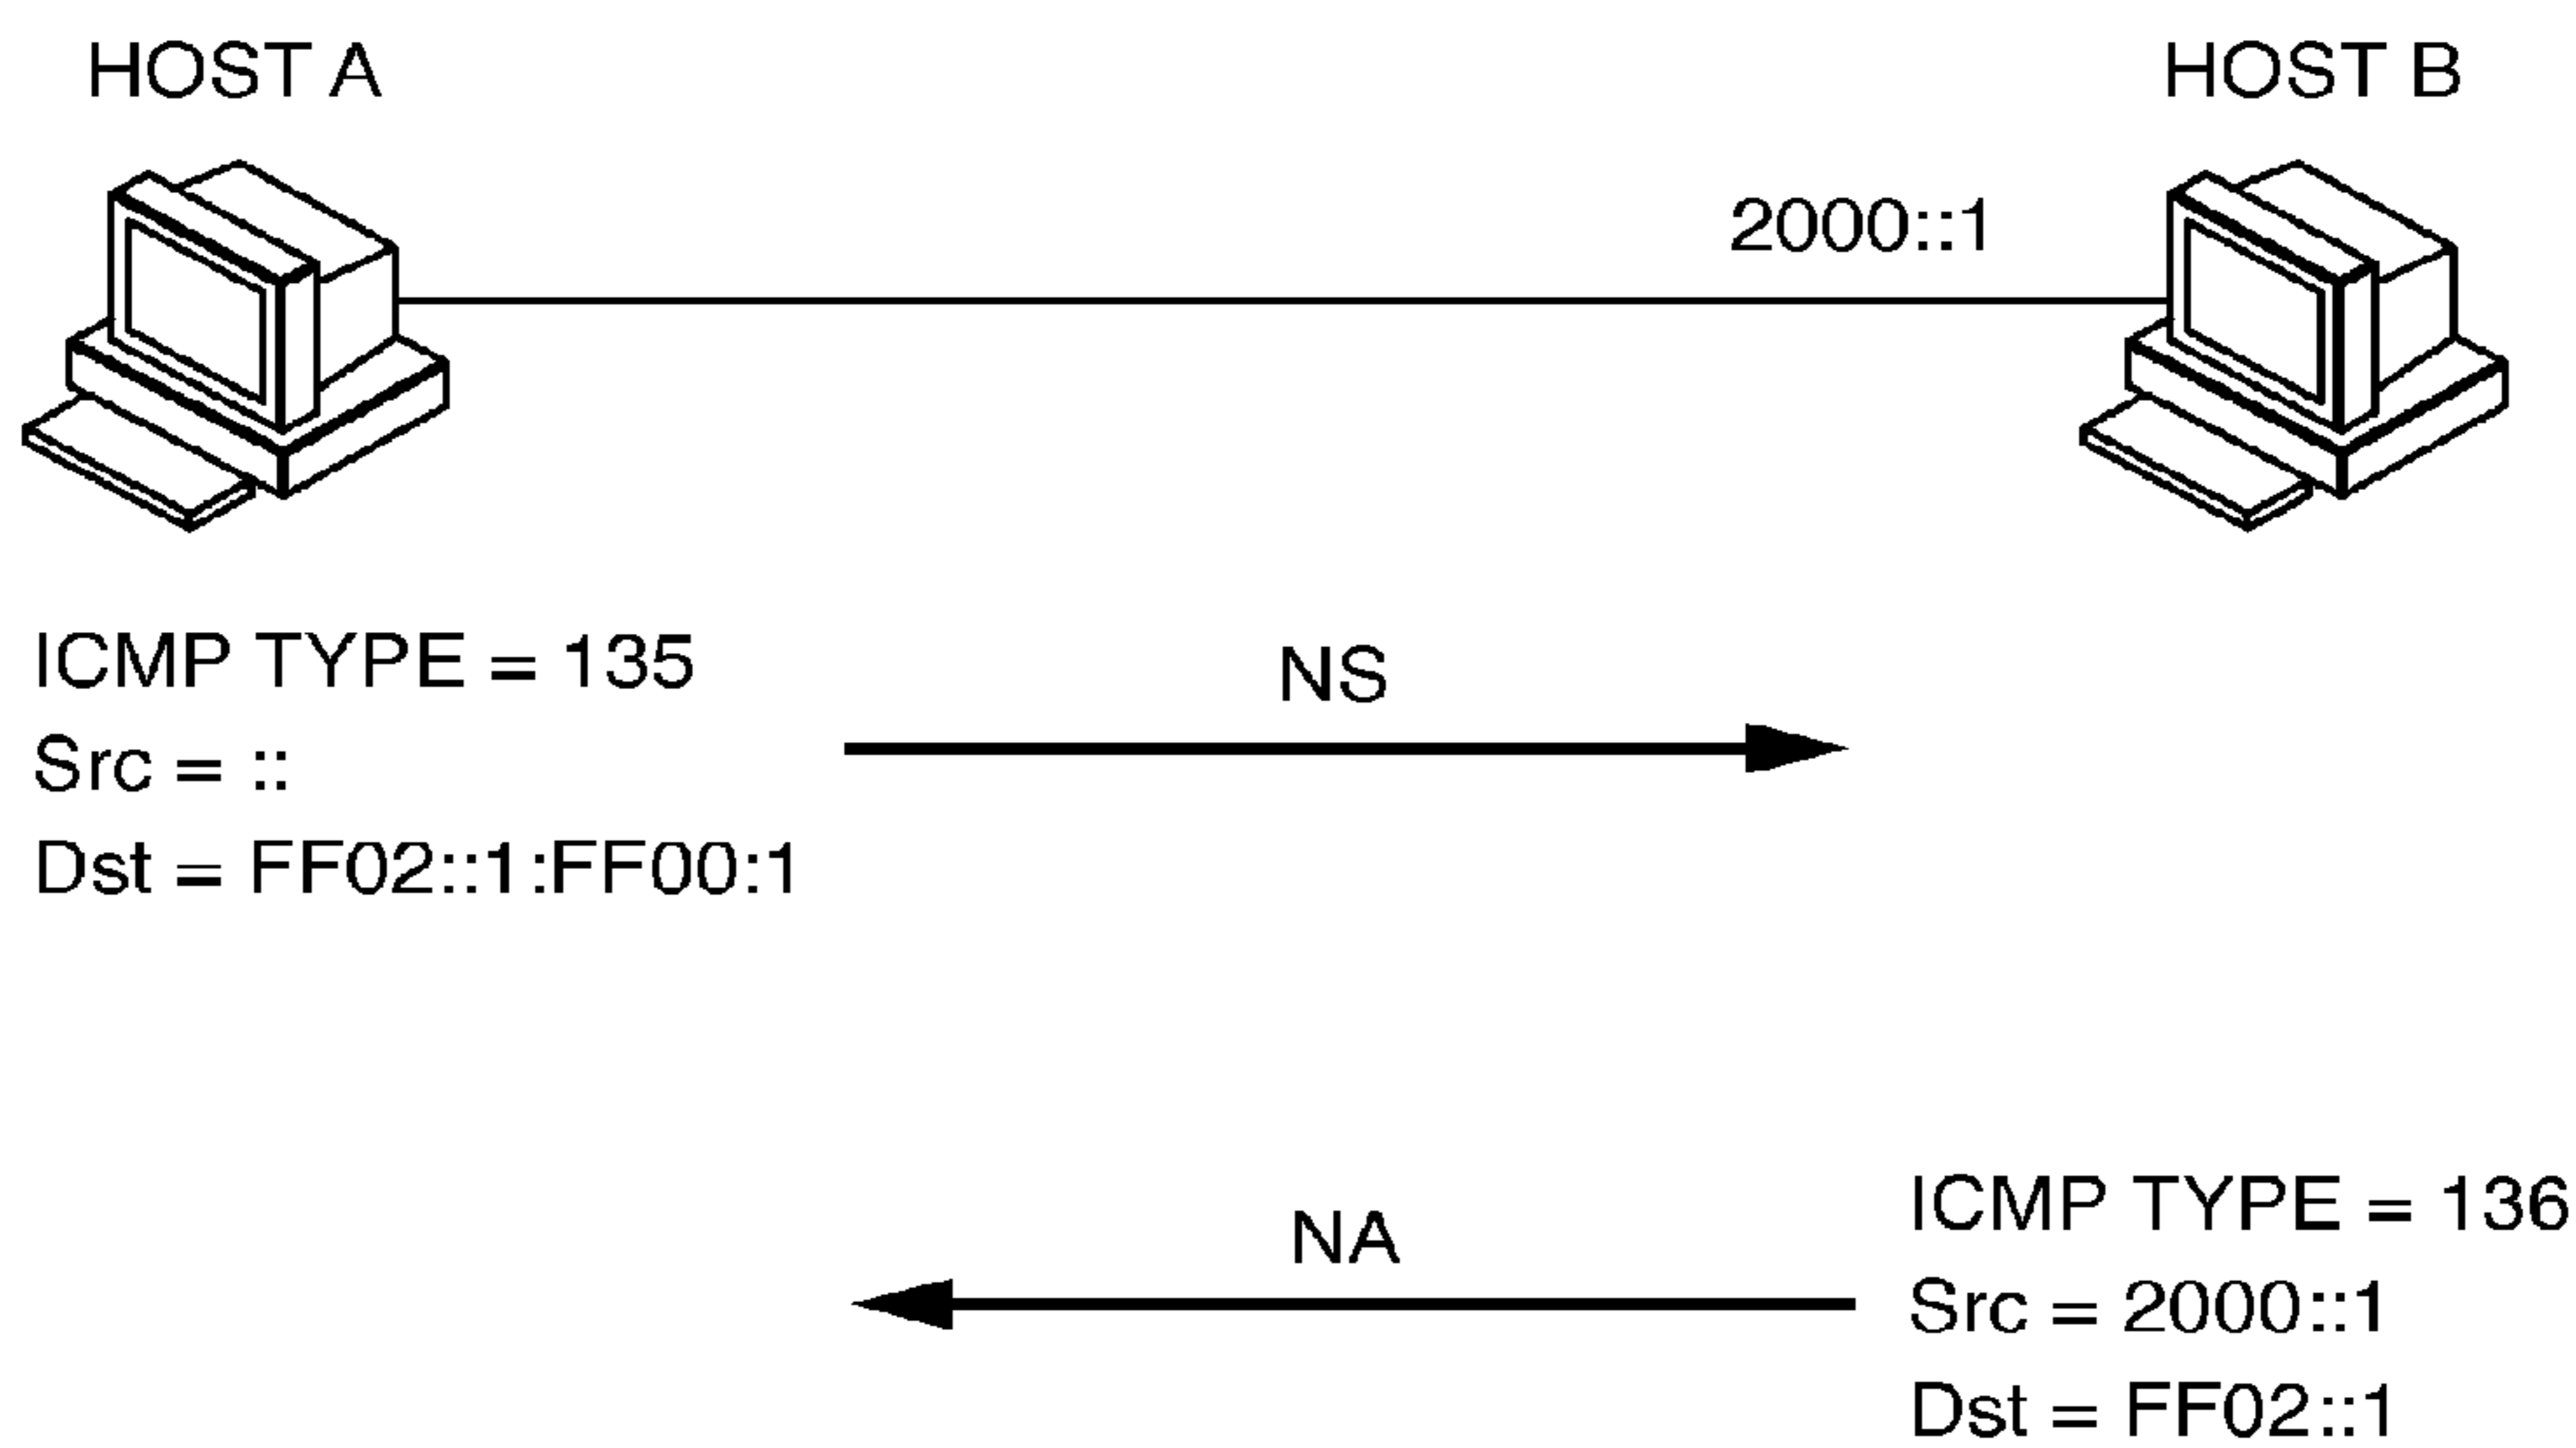 HOST A
HOST B
2000::1
ICMP TYPE = 135
Src = ::
Dst = FF02::1:FF00:1
NS
NA
ICMP TYPE = 136
Src = 2000::1
Dst = FF02::1